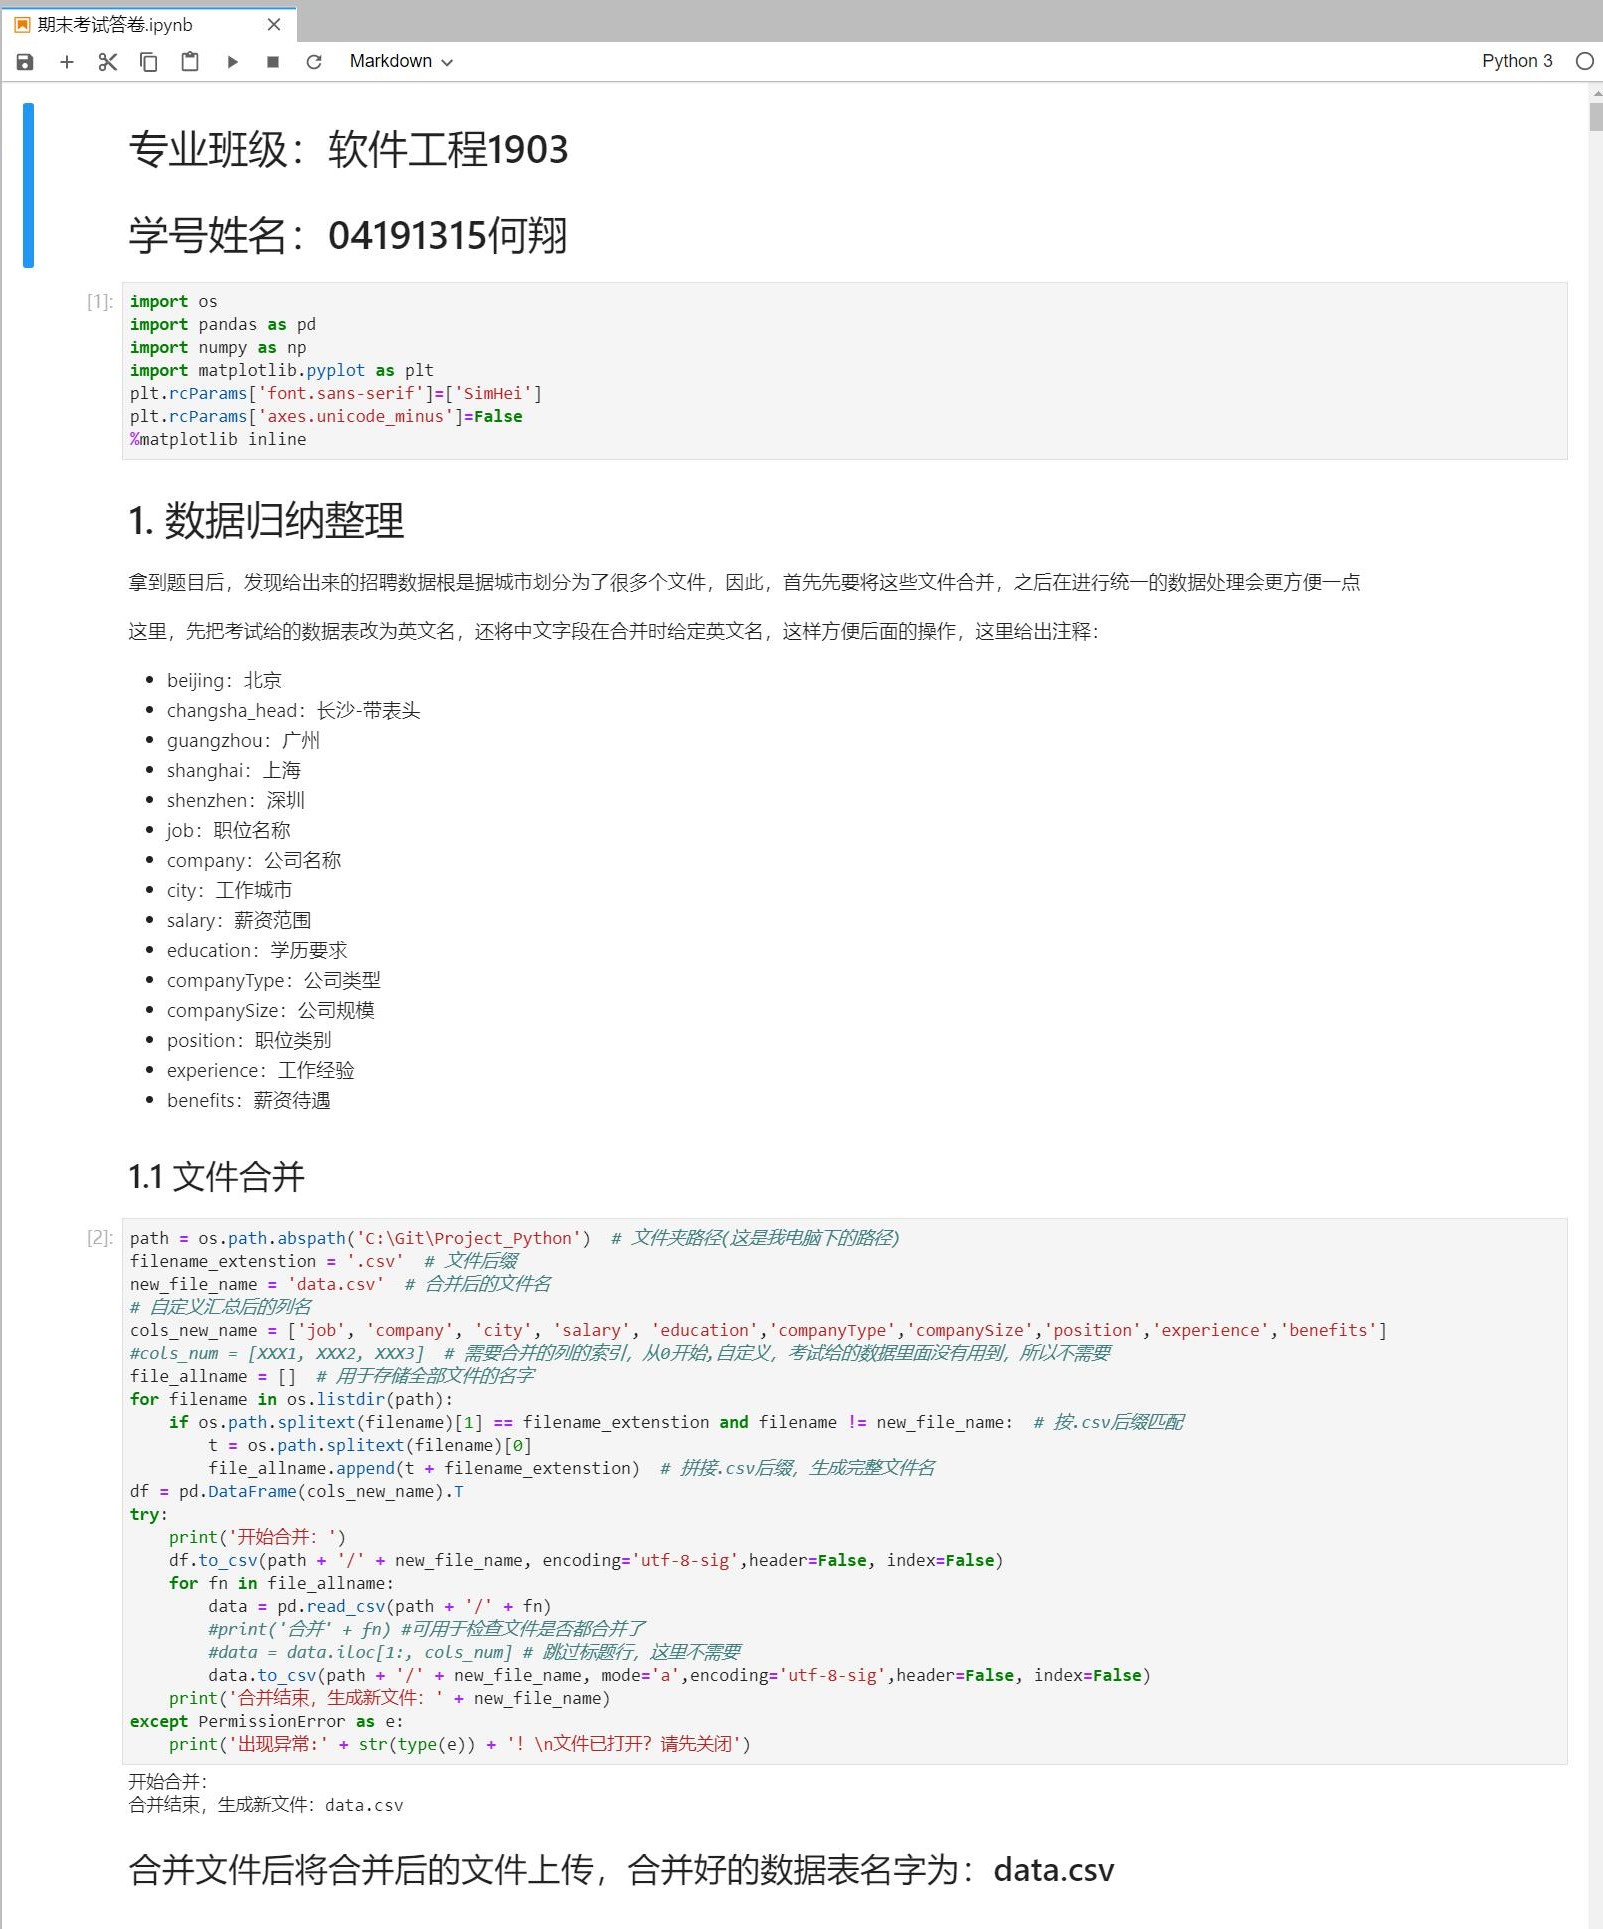 期末考试答卷.ipynb
Markdown
Python 3
专业班级：软件工程1903
学号姓名：04191315何翔
[1]:
import os
import pandas as pd
import numpy as np
import matplotlib.pyplot as plt
plt.rcParams['font.sans-serif']=['SimHei']
plt.rcParams['axes.unicode_minus']=False
%matplotlib inline
1. 数据归纳整理
拿到题目后，发现给出来的招聘数据根是据城市划分为了很多个文件，因此，首先先要将这些文件合并，之后在进行统一的数据处理会更方便一点
这里，先把考试给的数据表改为英文名，还将中文字段在合并时给定英文名，这样方便后面的操作，这里给出注释：
• beijing：北京
• changsha_head：长沙-带表头
• guangzhou：广州
• shanghai：上海
• shenzhen：深圳
• job：职位名称
• company：公司名称
• city：工作城市
• salary：薪资范围
• education：学历要求
• companyType：公司类型
• companySize：公司规模
• position：职位类别
• experience：工作经验
• benefits：薪资待遇
1.1 文件合并
[2]:
path = os.path.abspath('C:\Git\Project_Python')  # 文件夹路径(这是我电脑下的路径)
filename_extenstion = '.csv'  # 文件后缀
new_file_name = 'data.csv'  # 合并后的文件名
# 自定义汇总后的列名
cols_new_name = ['job', 'company', 'city', 'salary', 'education','companyType','companySize','position','experience','benefits']
#cols_num = [XXX1, XXX2, XXX3]  # 需要合并的列的索引，从0开始,自定义，考试给的数据里面没有用到，所以不需要
file_allname = []  # 用于存储全部文件的名字
for filename in os.listdir(path):
    if os.path.splitext(filename)[1] == filename_extenstion and filename != new_file_name:  # 按.csv后缀匹配
        t = os.path.splitext(filename)[0]
        file_allname.append(t + filename_extenstion)  # 拼接.csv后缀，生成完整文件名
df = pd.DataFrame(cols_new_name).T
try:
    print('开始合并：')
    df.to_csv(path + '/' + new_file_name, encoding='utf-8-sig',header=False, index=False)
    for fn in file_allname:
        data = pd.read_csv(path + '/' + fn)
        #print('合并' + fn) #可用于检查文件是否都合并了
        #data = data.iloc[1:, cols_num] # 跳过标题行，这里不需要
        data.to_csv(path + '/' + new_file_name, mode='a',encoding='utf-8-sig',header=False, index=False)
    print('合并结束，生成新文件：' + new_file_name)
except PermissionError as e:
    print('出现异常:' + str(type(e)) + '！\n文件已打开？请先关闭')
开始合并：
合并结束，生成新文件：data.csv
合并文件后将合并后的文件上传，合并好的数据表名字为：data.csv